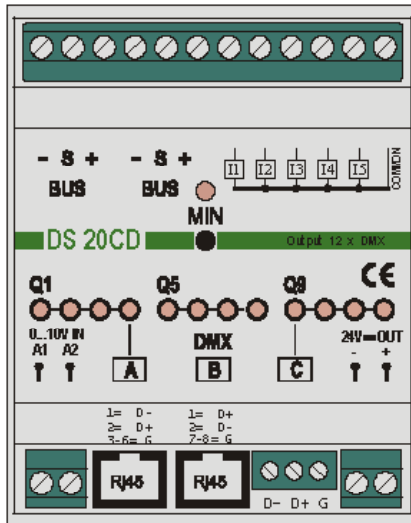 - S + - S + I1 I2 I3 I4 I5 COMMON
BUS BUS
MIN
DS 20CD Output 12 x DMX
Q1 Q5 Q9 CE
0...10V IN DMX 24V OUT
A1 A2 A B C - +
1= D- 1= D+
2= D+ 2= D-
3-6= G 7-8= G
RJ45 RJ45
D- D+ G